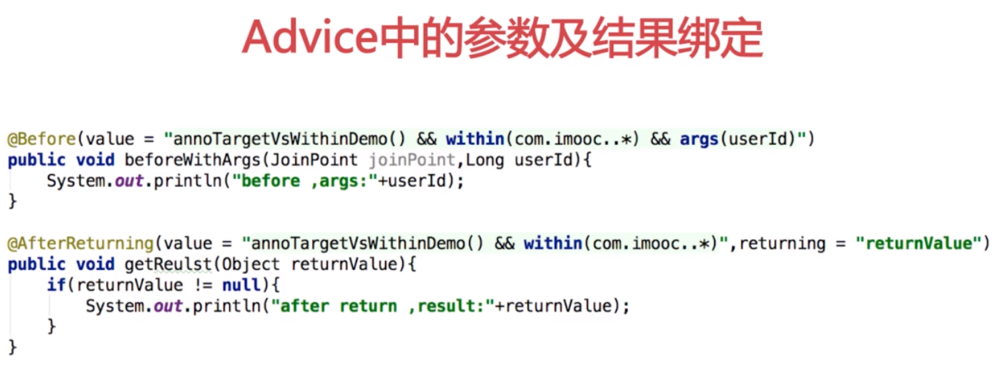 Advice中的参数及结果绑定
@Before(value = "annoTargetVsWithinDemo() && within(com.imooc..*) && args(userId)")
public void beforeWithArgs(JoinPoint joinPoint,Long userId){
    System.out.println("before ,args:"+userId);
}
@AfterReturning(value = "annoTargetVsWithinDemo() && within(com.imooc..*)",returning = "returnValue")
public void getReulst(Object returnValue){
    if(returnValue != null){
        System.out.println("after return ,result:"+returnValue);
    }
}